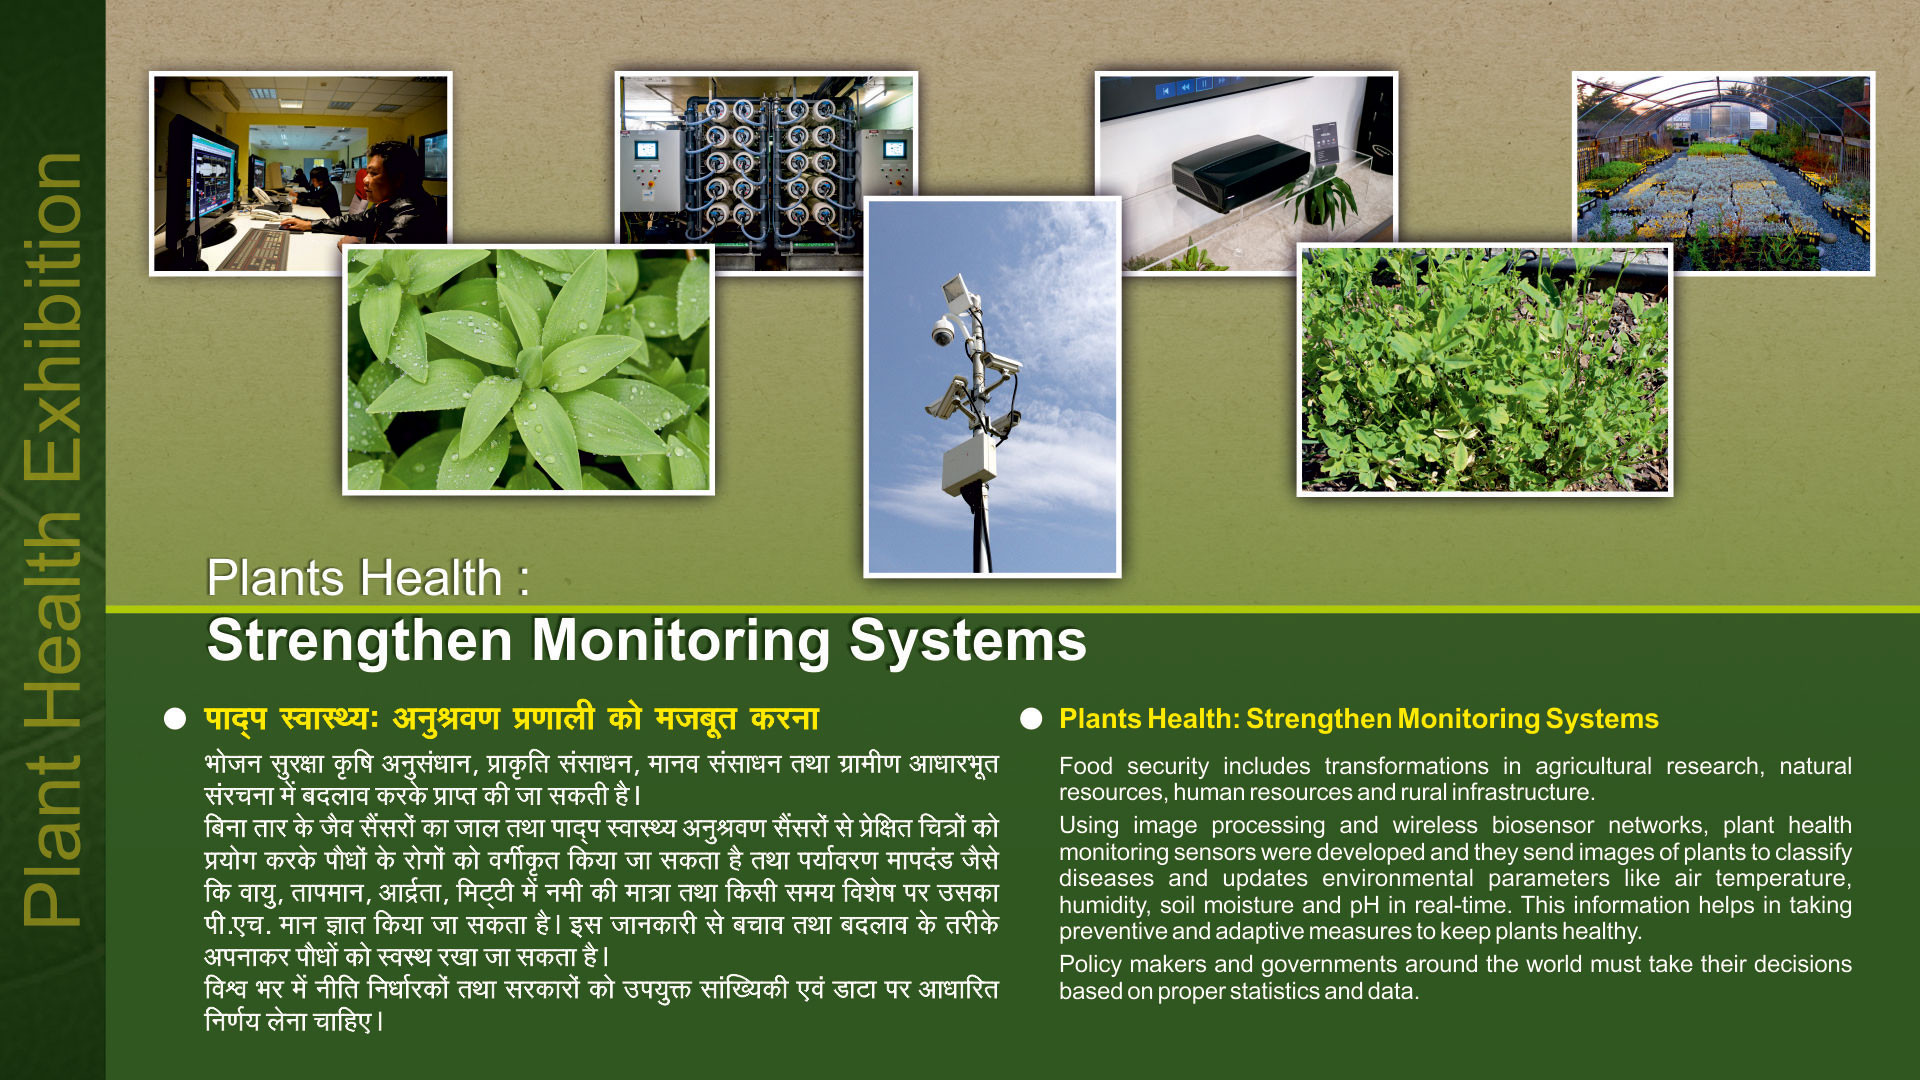 Plant Health Exhibition
Plants Health :
Strengthen Monitoring Systems
पाद्प स्वास्थ्यः अनुश्रवण प्रणाली को मजबूत करना
भोजन सुरक्षा कृषि अनुसंधान, प्राकृति संसाधन, मानव संसाधन तथा ग्रामीण आधारभूत
संरचना में बदलाव करके प्राप्त की जा सकती है।
बिना तार के जैव सैंसरों का जाल तथा पाद्प स्वास्थ्य अनुश्रवण सैंसरों से प्रेक्षित चित्रों को
प्रयोग करके पौधों के रोगों को वर्गीकृत किया जा सकता है तथा पर्यावरण मापदंड जैसे
कि वायु, तापमान, आर्द्रता, मिट्टी में नमी की मात्रा तथा किसी समय विशेष पर उसका
पी.एच. मान ज्ञात किया जा सकता है। इस जानकारी से बचाव तथा बदलाव के तरीके
अपनाकर पौधों को स्वस्थ रखा जा सकता है।
विश्व भर में नीति निर्धारकों तथा सरकारों को उपयुक्त सांख्यिकी एवं डाटा पर आधारित
निर्णय लेना चाहिए।
Plants Health: Strengthen Monitoring Systems
Food security includes transformations in agricultural research, natural
resources, human resources and rural infrastructure.
Using image processing and wireless biosensor networks, plant health
monitoring sensors were developed and they send images of plants to classify
diseases and updates environmental parameters like air temperature,
humidity, soil moisture and pH in real-time. This information helps in taking
preventive and adaptive measures to keep plants healthy.
Policy makers and governments around the world must take their decisions
based on proper statistics and data.